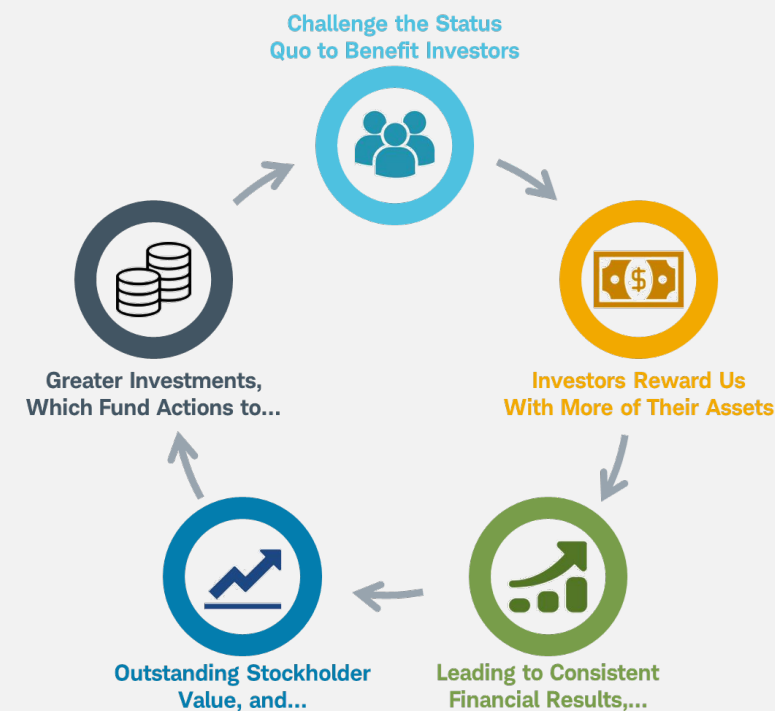 Challenge the Status
Quo to Benefit Investors
$
Investors Reward Us
With More of Their Assets
Greater Investments,
Which Fund Actions to...
Outstanding Stockholder
Value, and...
Leading to Consistent
Financial Results,...